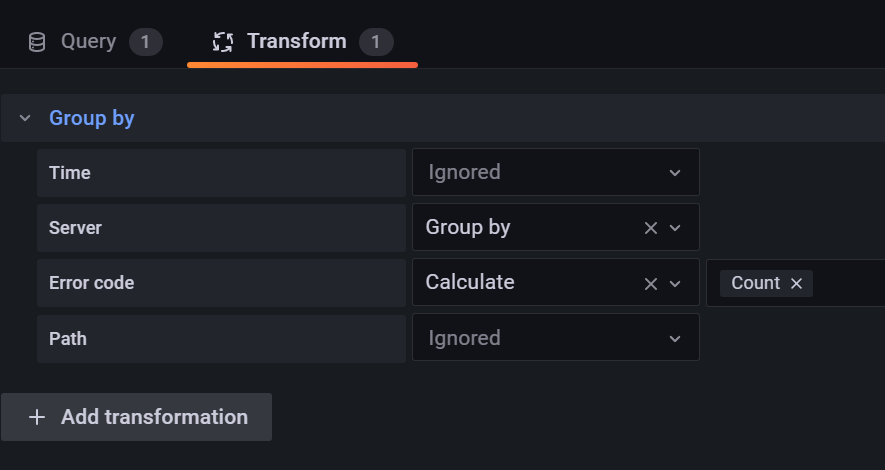 Query 1 Transform 1
Group by
Time Ignored
Server Group by
Error code Calculate Count
Path Ignored
Add transformation